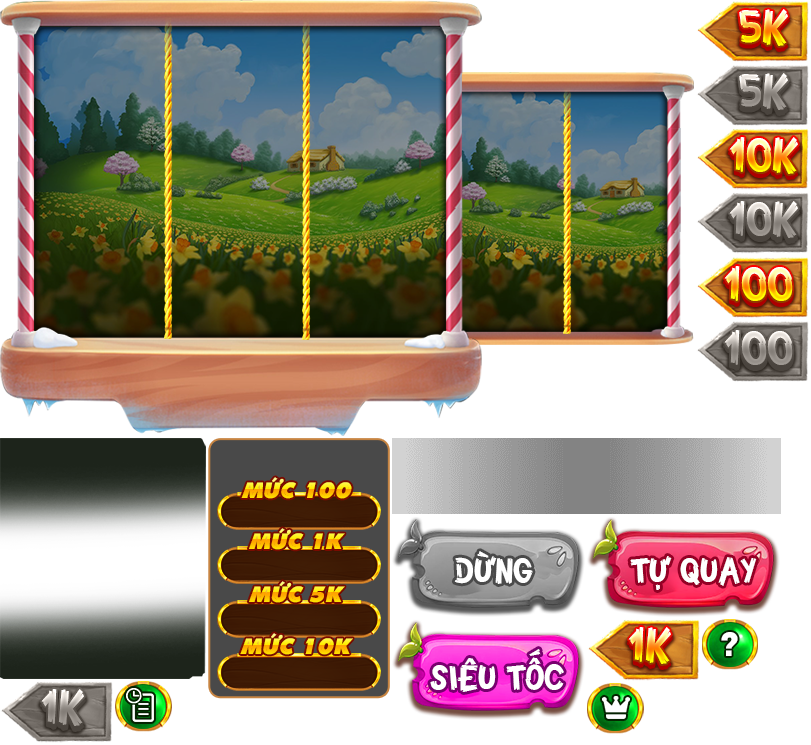 5K
5K
10K
10K
100
100
MỨC 100
MỨC 1K
MỨC 5K
MỨC 10K
DỪNG
TỰ QUAY
SIÊU TỐC
1K
?
1K